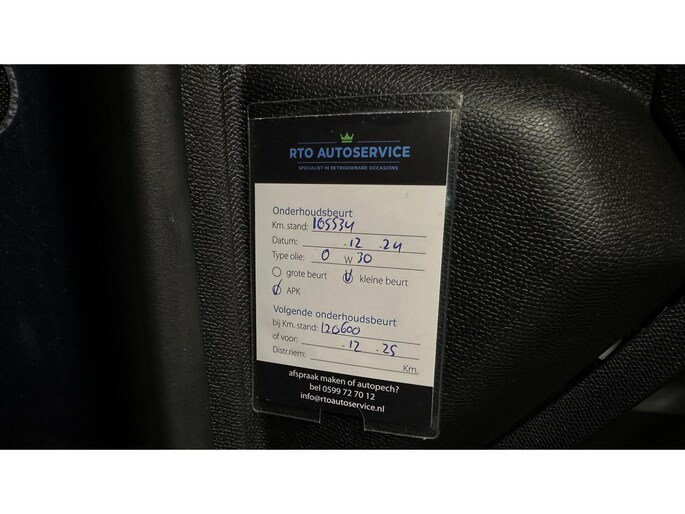 RTO AUTOSERVICE
SPECIALIST IN BETROUWBARE OCCASIONS
Onderhoudsbeurt
Km. stand: 105534
Datum: -12 -24
Type olie: 0 W 30
grote beurt kleine beurt
APK
Volgende onderhoudsbeurt
bij Km. stand: 120600
of voor: -12 -25
Distr.riem: Km.
afspraak maken of autopech?
bel 0599 72 70 12
info@rtoautoservice.nl